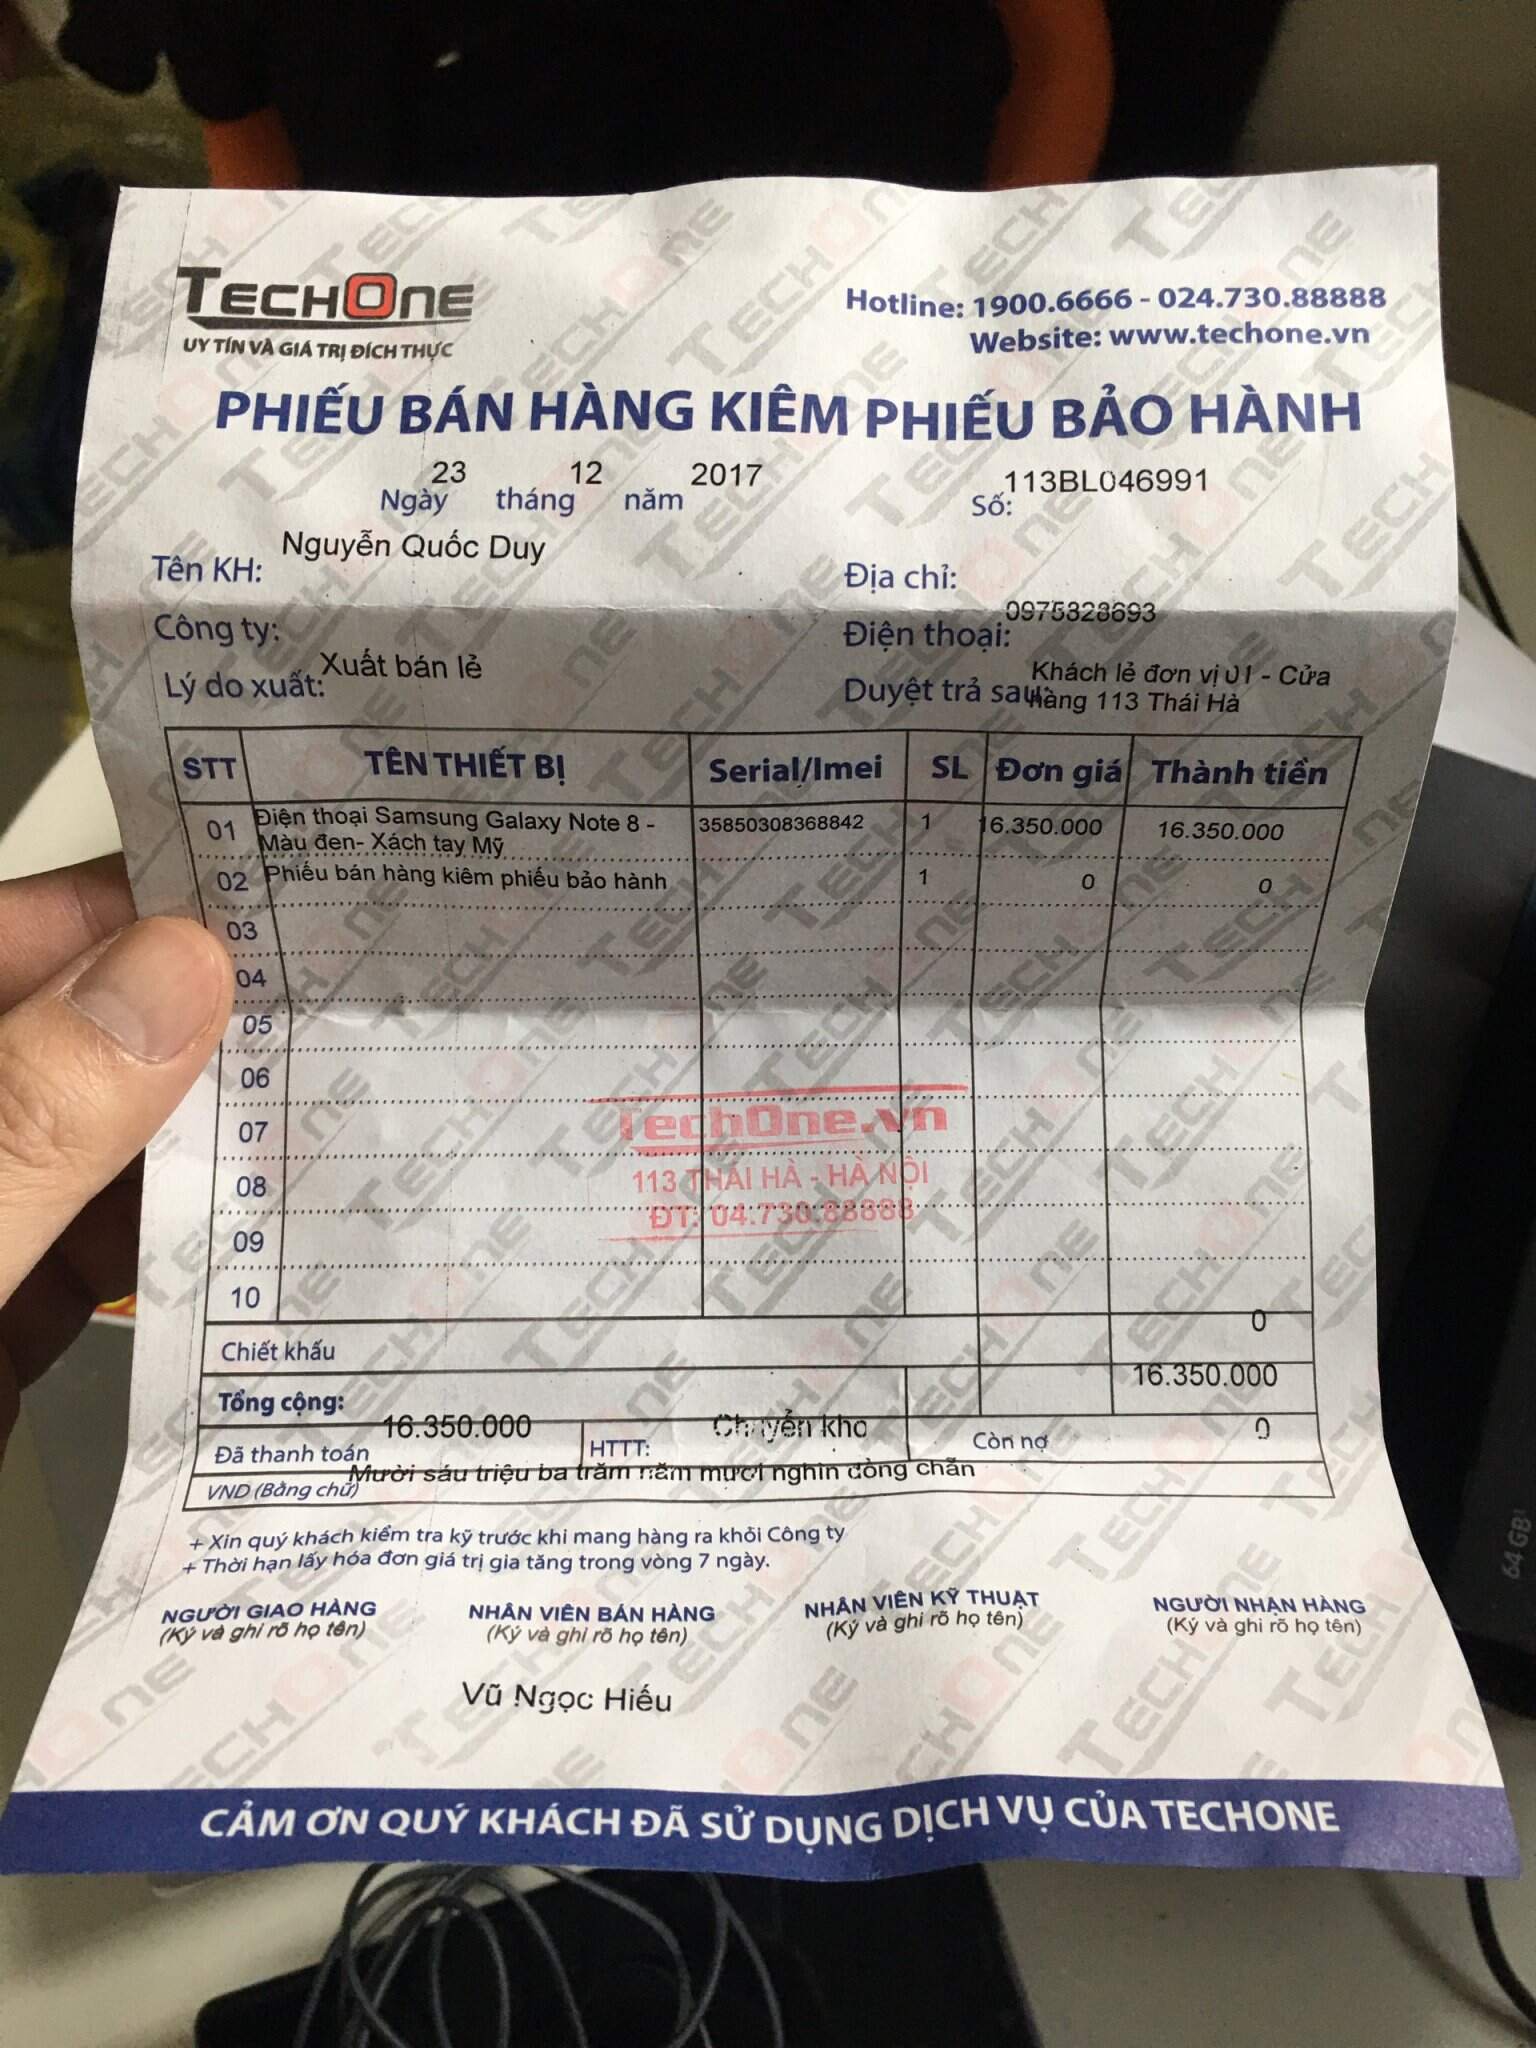 TECHONE
UY TÍN VÀ GIÁ TRỊ ĐÍCH THỰC
Hotline: 1900.6666 - 024.730.88888
Website: www.techone.vn
PHIẾU BÁN HÀNG KIÊM PHIẾU BẢO HÀNH
Ngày 23 tháng 12 năm 2017
Số: 113BL046991
Tên KH: Nguyễn Quốc Duy
Địa chỉ:
Công ty:
Điện thoại: 0975828693
Lý do xuất: Xuất bán lẻ
Duyệt trả sau: Khách lẻ đơn vị 01 - Cửa
hàng 113 Thái Hà
STT TÊN THIẾT BỊ Serial/Imei SL Đơn giá Thành tiền
01 Điện thoại Samsung Galaxy Note 8 - 35850308368842 1 16.350.000 16.350.000
Màu đen- Xách tay Mỹ
02 Phiếu bán hàng kiêm phiếu bảo hành 1 0 0
03
04
05
06
07
08
09
10
TechOne.vn
113 THÁI HÀ - HÀ NỘI
ĐT: 04.730.88888
Chiết khấu 0
Tổng cộng: 16.350.000
Đã thanh toán 16.350.000 HTTT: Chuyển kho Còn nợ 0
VND (Bằng chữ) Mười sáu triệu ba trăm năm mươi nghìn đồng chẵn
+ Xin quý khách kiểm tra kỹ trước khi mang hàng ra khỏi Công ty
+ Thời hạn lấy hóa đơn giá trị gia tăng trong vòng 7 ngày.
NGƯỜI GIAO HÀNG NHÂN VIÊN BÁN HÀNG NHÂN VIÊN KỸ THUẬT NGƯỜI NHẬN HÀNG
(Ký và ghi rõ họ tên) (Ký và ghi rõ họ tên) (Ký và ghi rõ họ tên) (Ký và ghi rõ họ tên)
Vũ Ngọc Hiếu
CẢM ƠN QUÝ KHÁCH ĐÃ SỬ DỤNG DỊCH VỤ CỦA TECHONE
64 GB